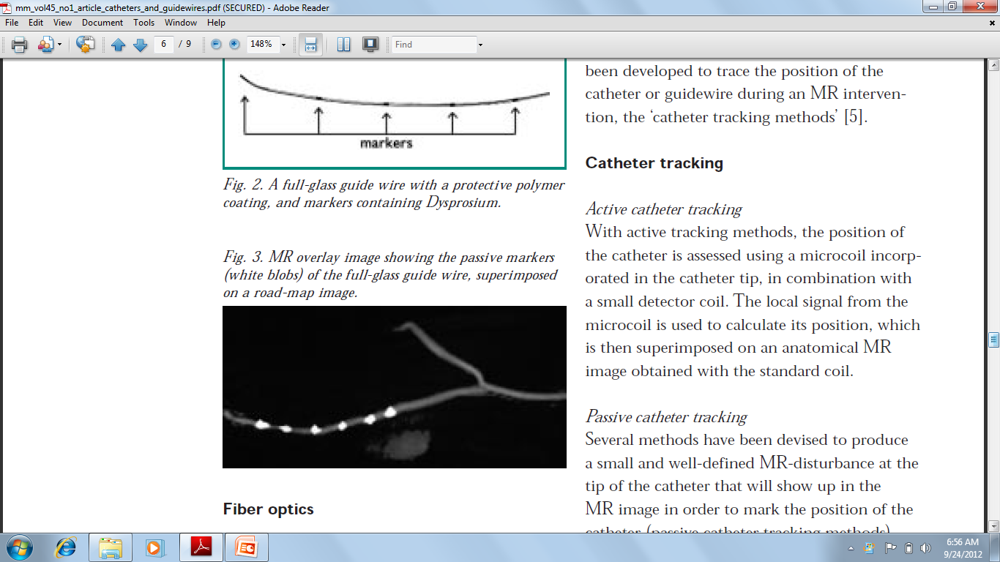 mm_vol45_no1_article_catheters_and_guidewires.pdf (SECURED) - Adobe Reader
File Edit View Document Tools Window Help
6 / 9 148% Find
markers
Fig. 2. A full-glass guide wire with a protective polymer
coating, and markers containing Dysprosium.
Fig. 3. MR overlay image showing the passive markers
(white blobs) of the full-glass guide wire, superimposed
on a road-map image.
Fiber optics
been developed to trace the position of the
catheter or guidewire during an MR interven-
tion, the ‘catheter tracking methods’ [5].
Catheter tracking
Active catheter tracking
With active tracking methods, the position of
the catheter is assessed using a microcoil incorp-
orated in the catheter tip, in combination with
a small detector coil. The local signal from the
microcoil is used to calculate its position, which
is then superimposed on an anatomical MR
image obtained with the standard coil.
Passive catheter tracking
Several methods have been devised to produce
a small and well-defined MR-disturbance at the
tip of the catheter that will show up in the
MR image in order to mark the position of the
catheter (passive catheter tracking methods)
6:56 AM
9/24/2012